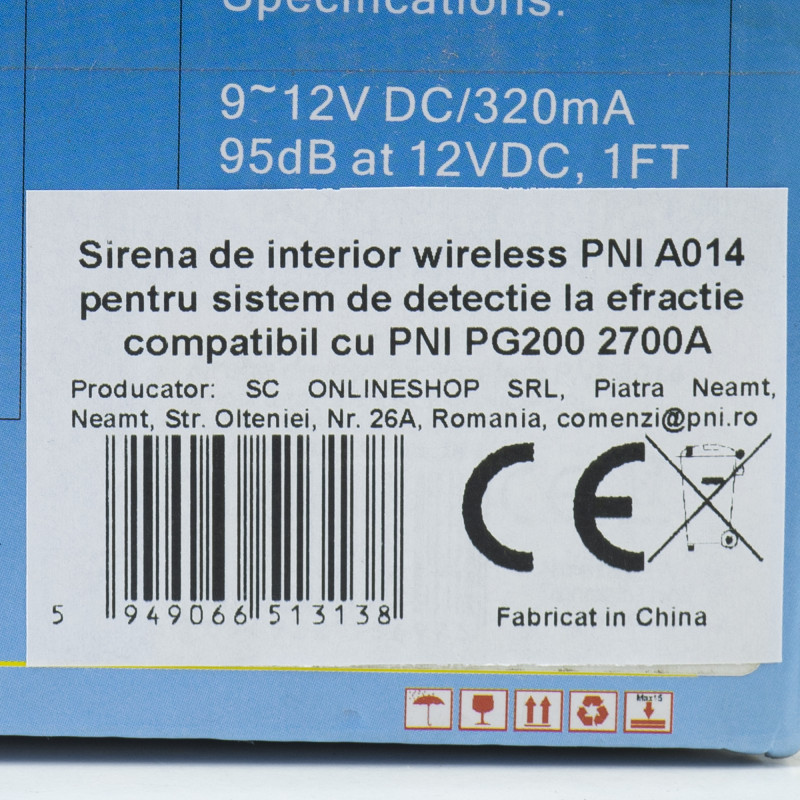 Specifications:
9~12V DC/320mA
95dB at 12VDC, 1FT
Sirena de interior wireless PNI A014
pentru sistem de detectie la efractie
compatibil cu PNI PG200 2700A
Producator: SC ONLINESHOP SRL, Piatra Neamt,
Neamt, Str. Olteniei, Nr. 26A, Romania, comenzi@pni.ro
CE
5 949066 513138
Fabricat in China
Max15